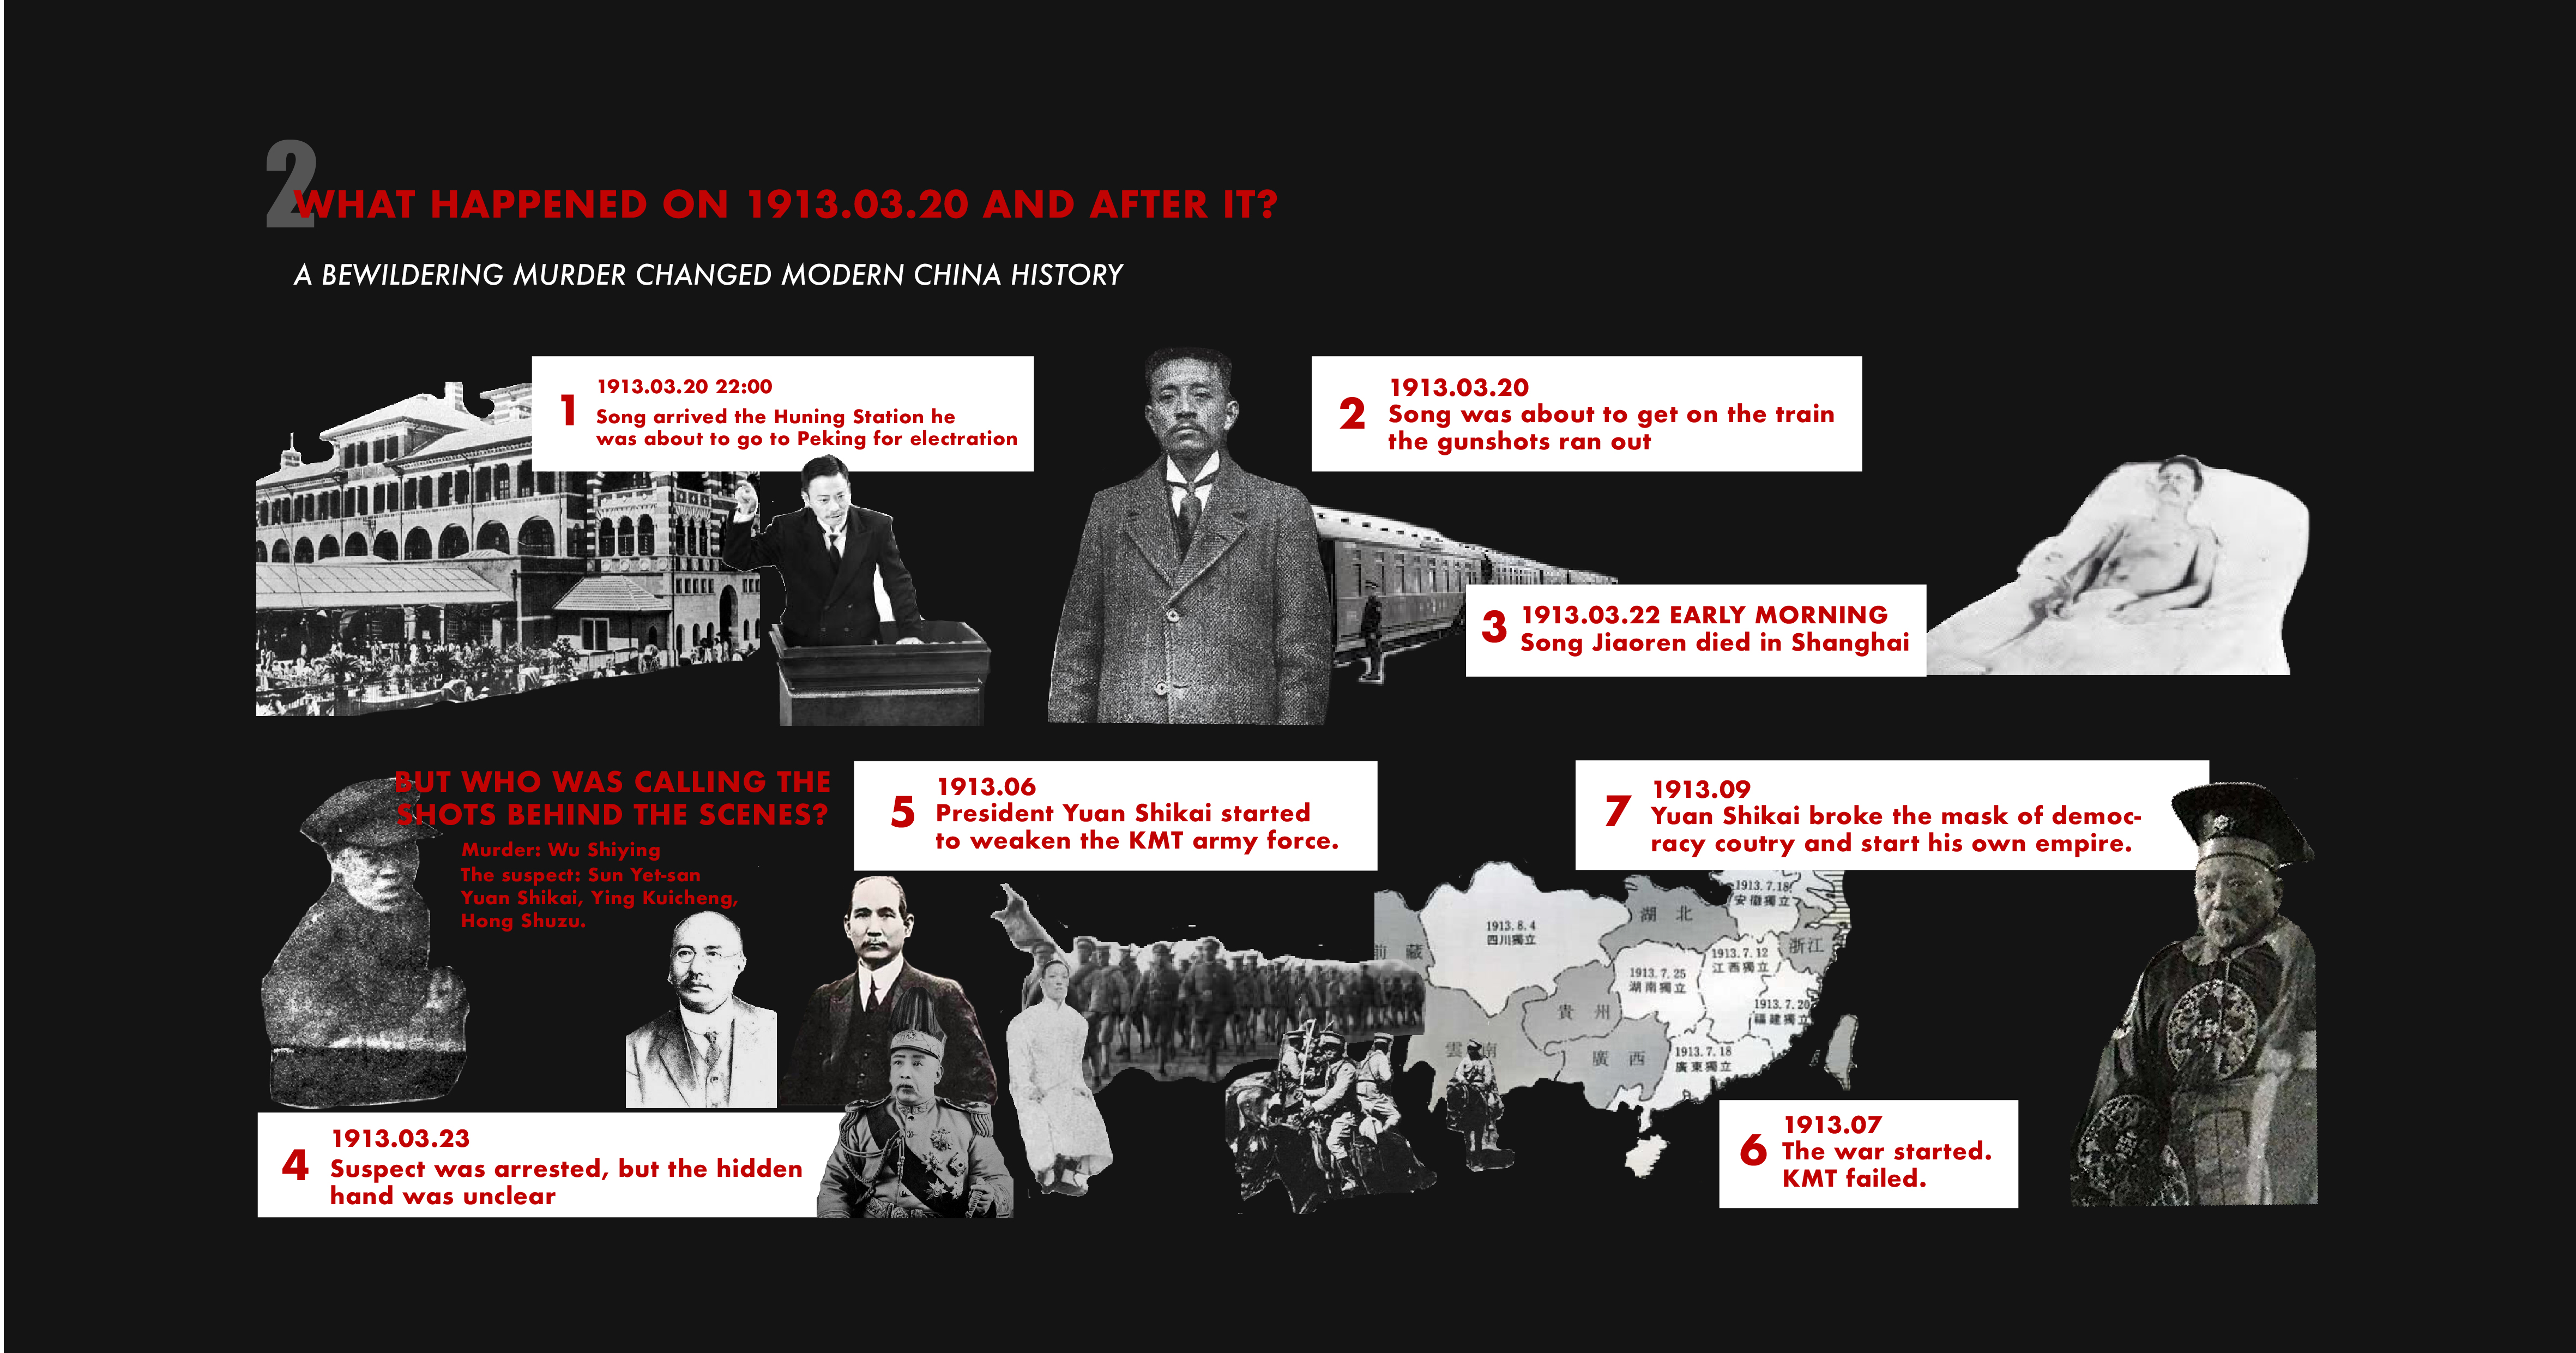 2
WHAT HAPPENED ON 1913.03.20 AND AFTER IT?
A BEWILDERING MURDER CHANGED MODERN CHINA HISTORY
1
1913.03.20 22:00
Song arrived the Huning Station he
was about to go to Peking for electration
2
1913.03.20
Song was about to get on the train
the gunshots ran out
3
1913.03.22 EARLY MORNING
Song Jiaoren died in Shanghai
BUT WHO WAS CALLING THE
SHOTS BEHIND THE SCENES?
Murder: Wu Shiying
The suspect: Sun Yet-san
Yuan Shikai, Ying Kuicheng,
Hong Shuzu.
4
1913.03.23
Suspect was arrested, but the hidden
hand was unclear
5
1913.06
President Yuan Shikai started
to weaken the KMT army force.
前 藏
1913.8.4
四川獨立
湖 北
1913.7.18
安徽獨立
浙江
1913.7.12
江西獨立
1913.7.25
湖南獨立
1913.7.20
福建獨立
貴 州
雲 南
廣 西
1913.7.18
廣東獨立
6
1913.07
The war started.
KMT failed.
7
1913.09
Yuan Shikai broke the mask of democ-
racy coutry and start his own empire.